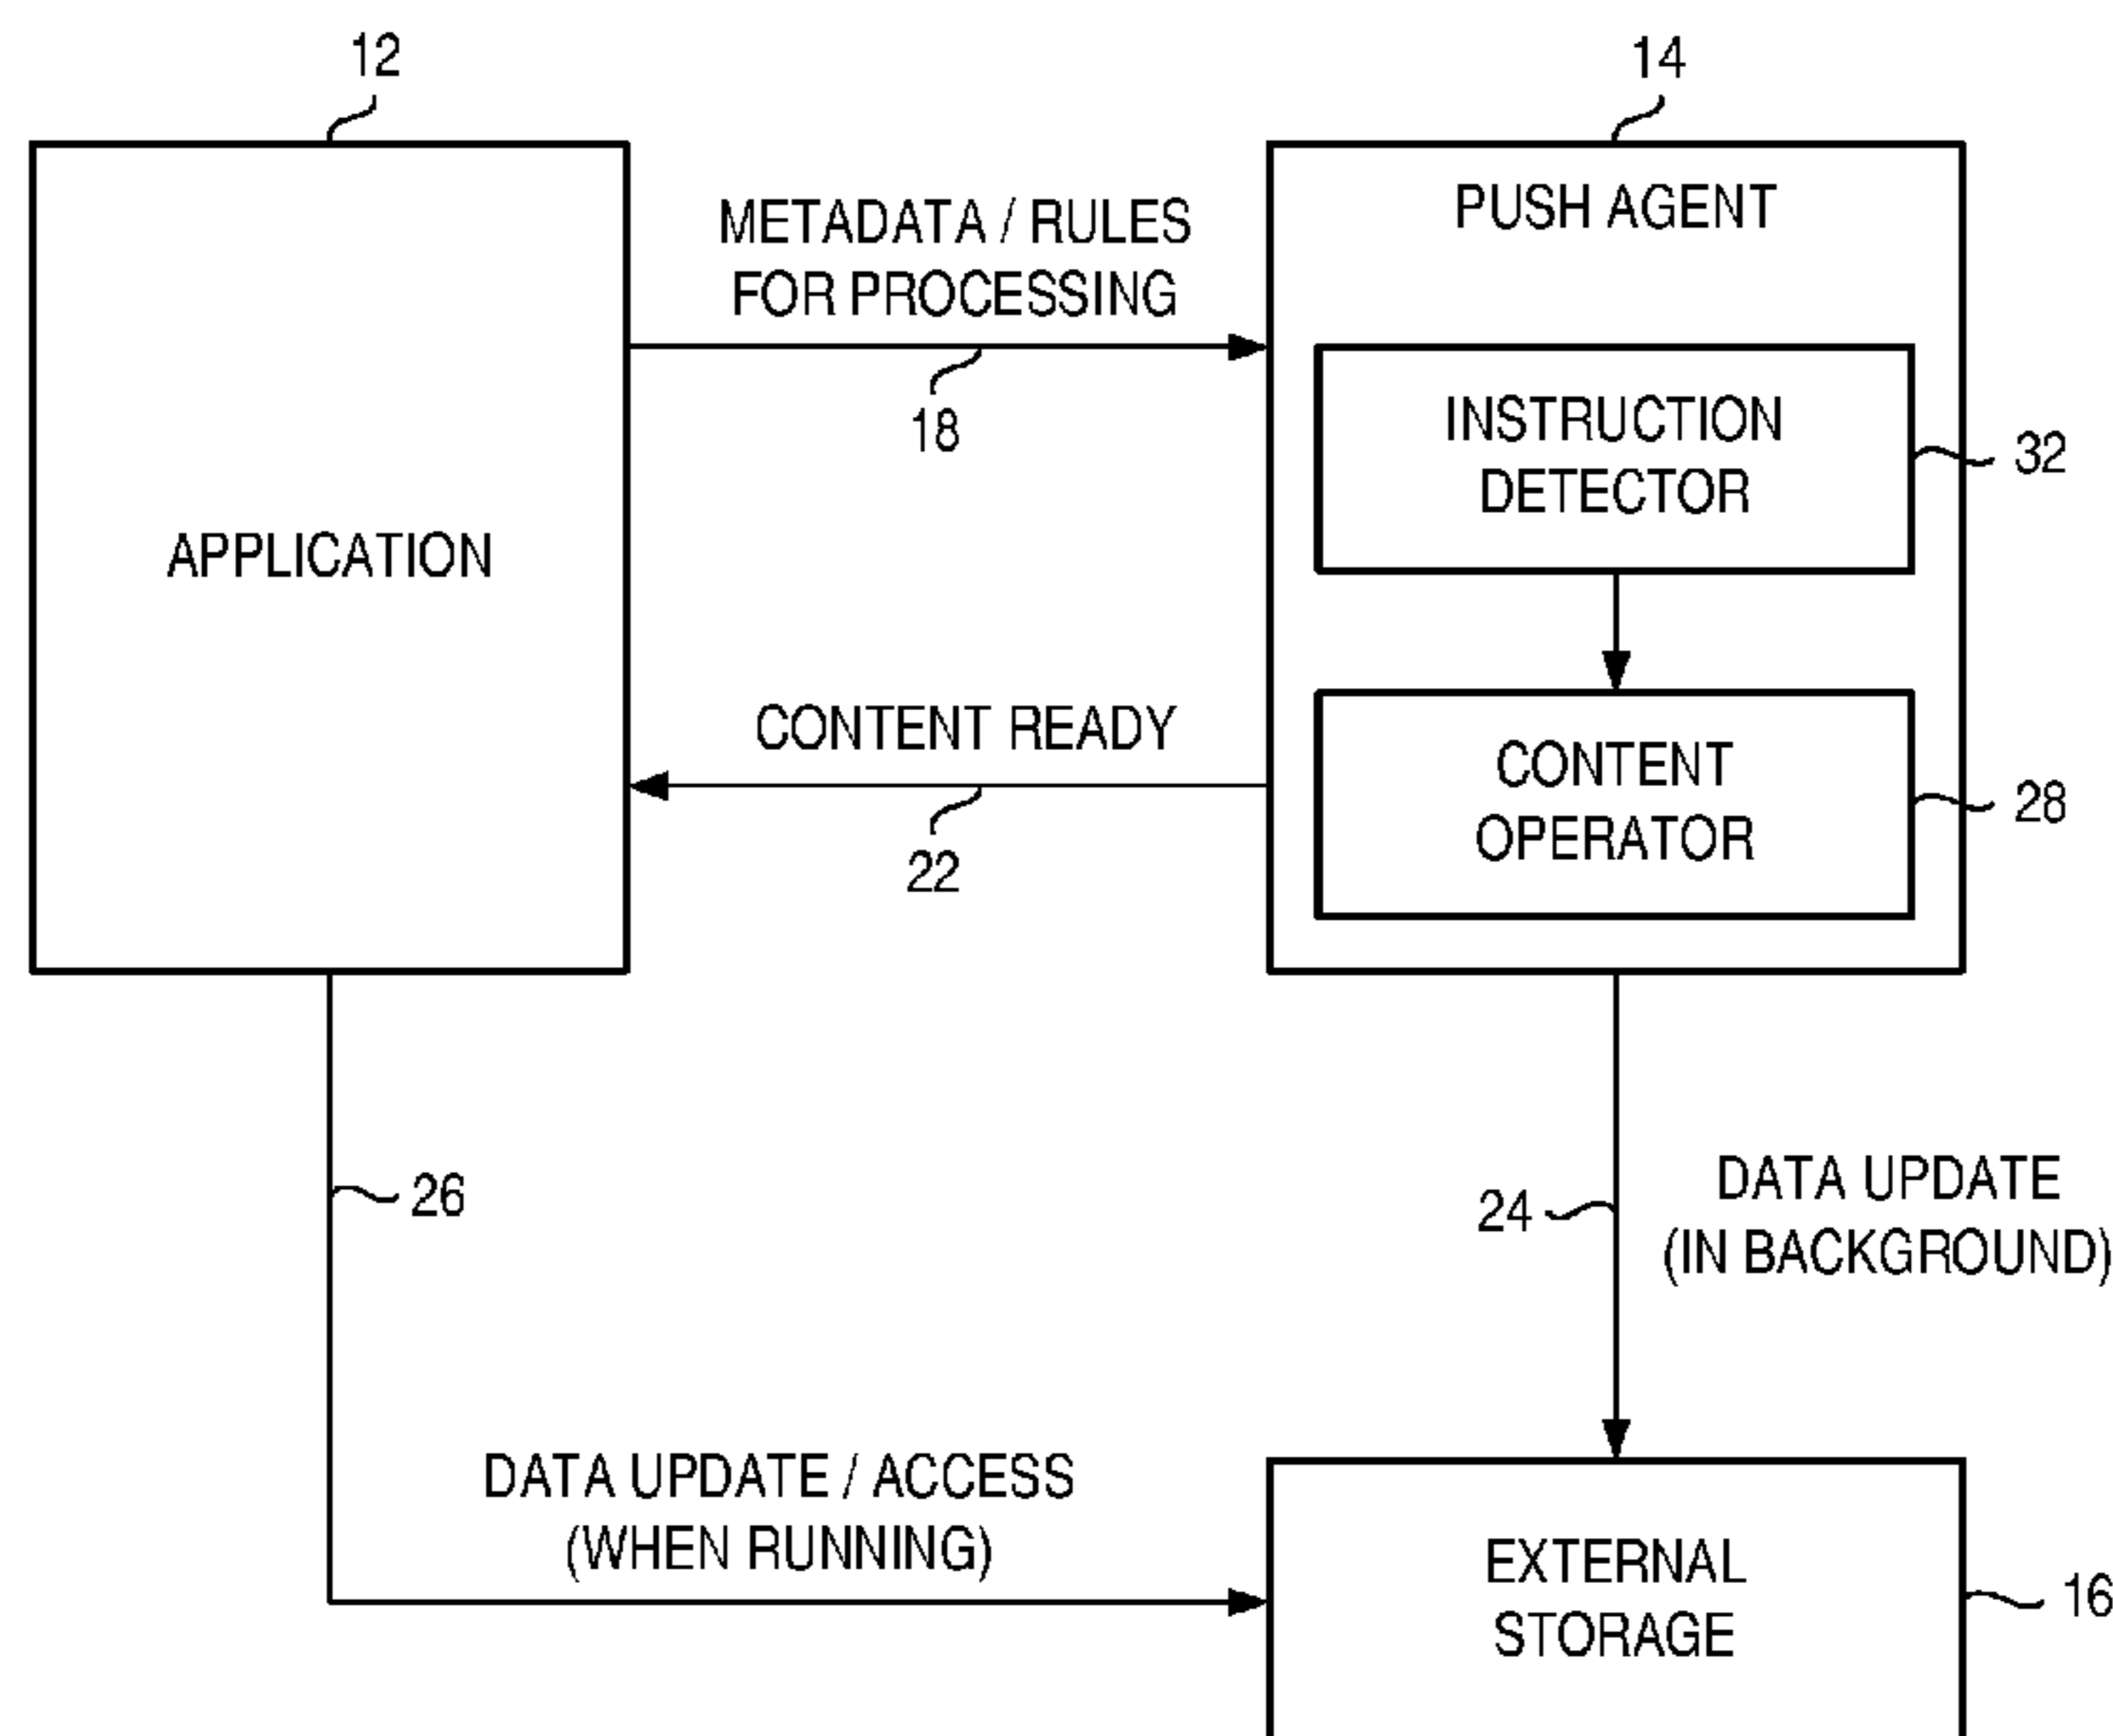 12
14
METADATA / RULES
FOR PROCESSING
18
APPLICATION
CONTENT READY
22
PUSH AGENT
INSTRUCTION
DETECTOR
32
CONTENT
OPERATOR
28
26
24
DATA UPDATE
(IN BACKGROUND)
DATA UPDATE / ACCESS
(WHEN RUNNING)
EXTERNAL
STORAGE
16